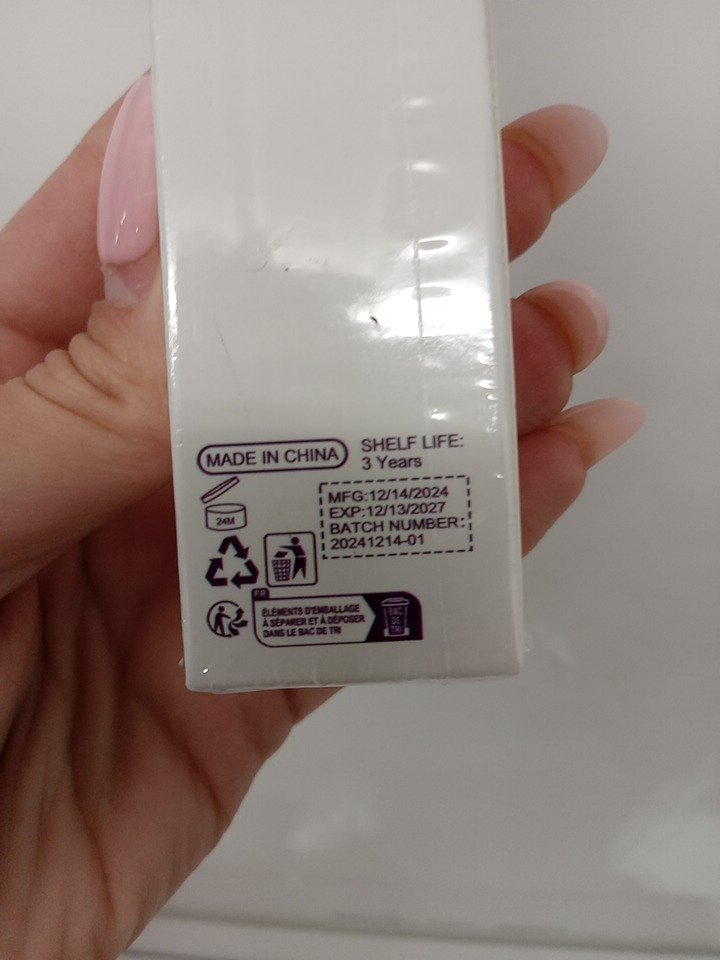 MADE IN CHINA
SHELF LIFE:
3 Years
24M
MFG:12/14/2024
EXP:12/13/2027
BATCH NUMBER:
20241214-01
FR
ÉLÉMENTS D'EMBALLAGE
À SÉPARER ET À DÉPOSER
DANS LE BAC DE TRI
BAC
DE
TRI